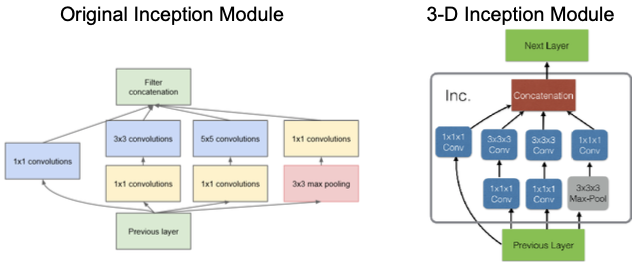 Original Inception Module
3-D Inception Module
Filter
concatenation
1x1 convolutions
3x3 convolutions
5x5 convolutions
1x1 convolutions
1x1 convolutions
1x1 convolutions
3x3 max pooling
Previous layer
Next Layer
Inc.
Concatenation
1x1x1
Conv
3x3x3
Conv
3x3x3
Conv
1x1x1
Conv
1x1x1
Conv
1x1x1
Conv
3x3x3
Max-Pool
Previous Layer